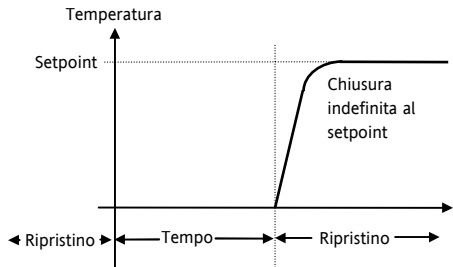 Temperatura
Setpoint
Chiusura
indefinita al
setpoint
Ripristino
Tempo
Ripristino